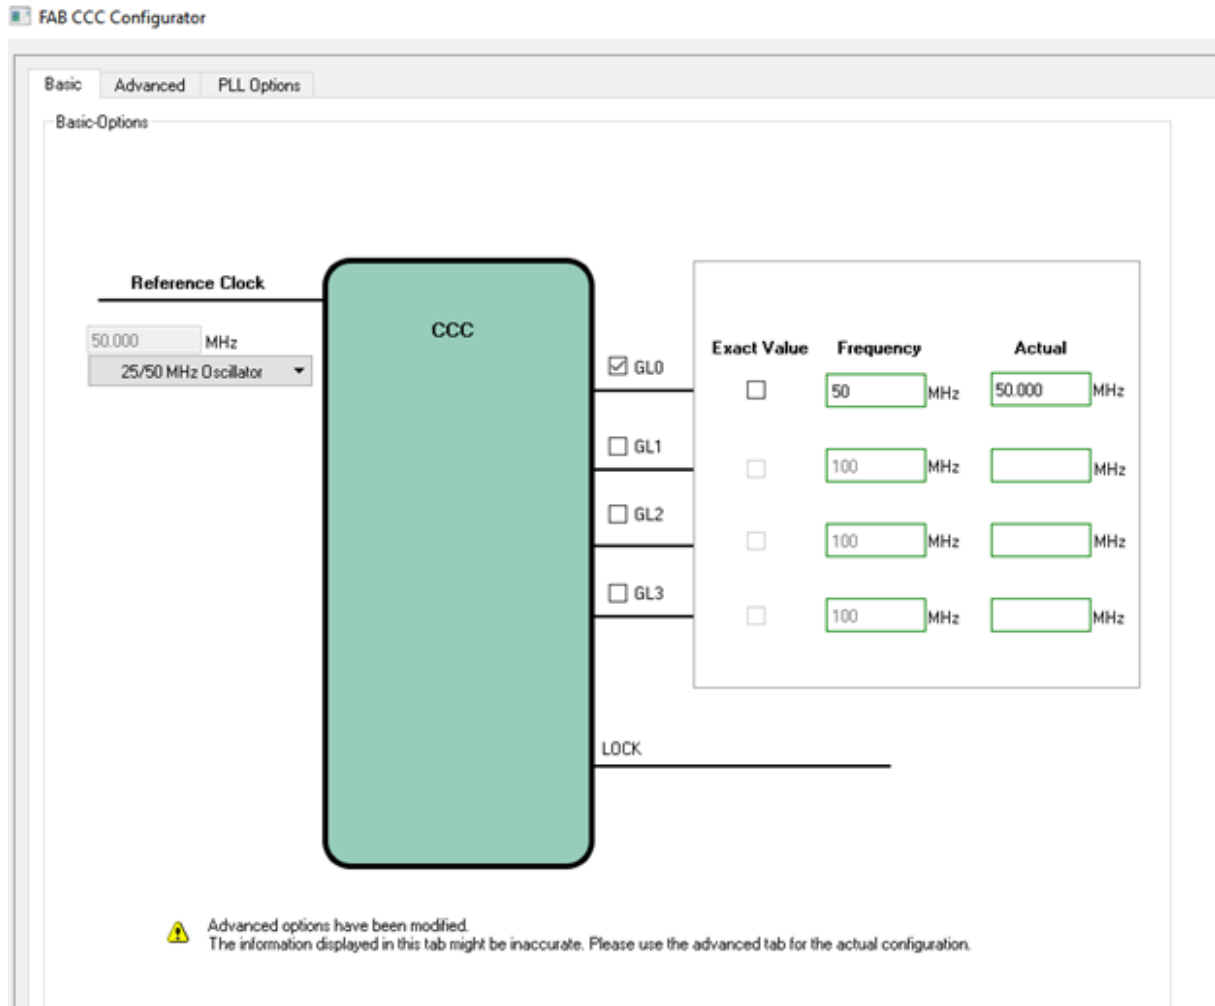 FAB CCC Configurator
Basic Advanced PLL Options
Basic-Options
Reference Clock
50.000 MHz
25/50 MHz Oscillator
CCC
Exact Value Frequency Actual
GL0 50 MHz 50.000 MHz
GL1 100 MHz MHz
GL2 100 MHz MHz
GL3 100 MHz MHz
LOCK
Advanced options have been modified.
The information displayed in this tab might be inaccurate. Please use the advanced tab for the actual configuration.